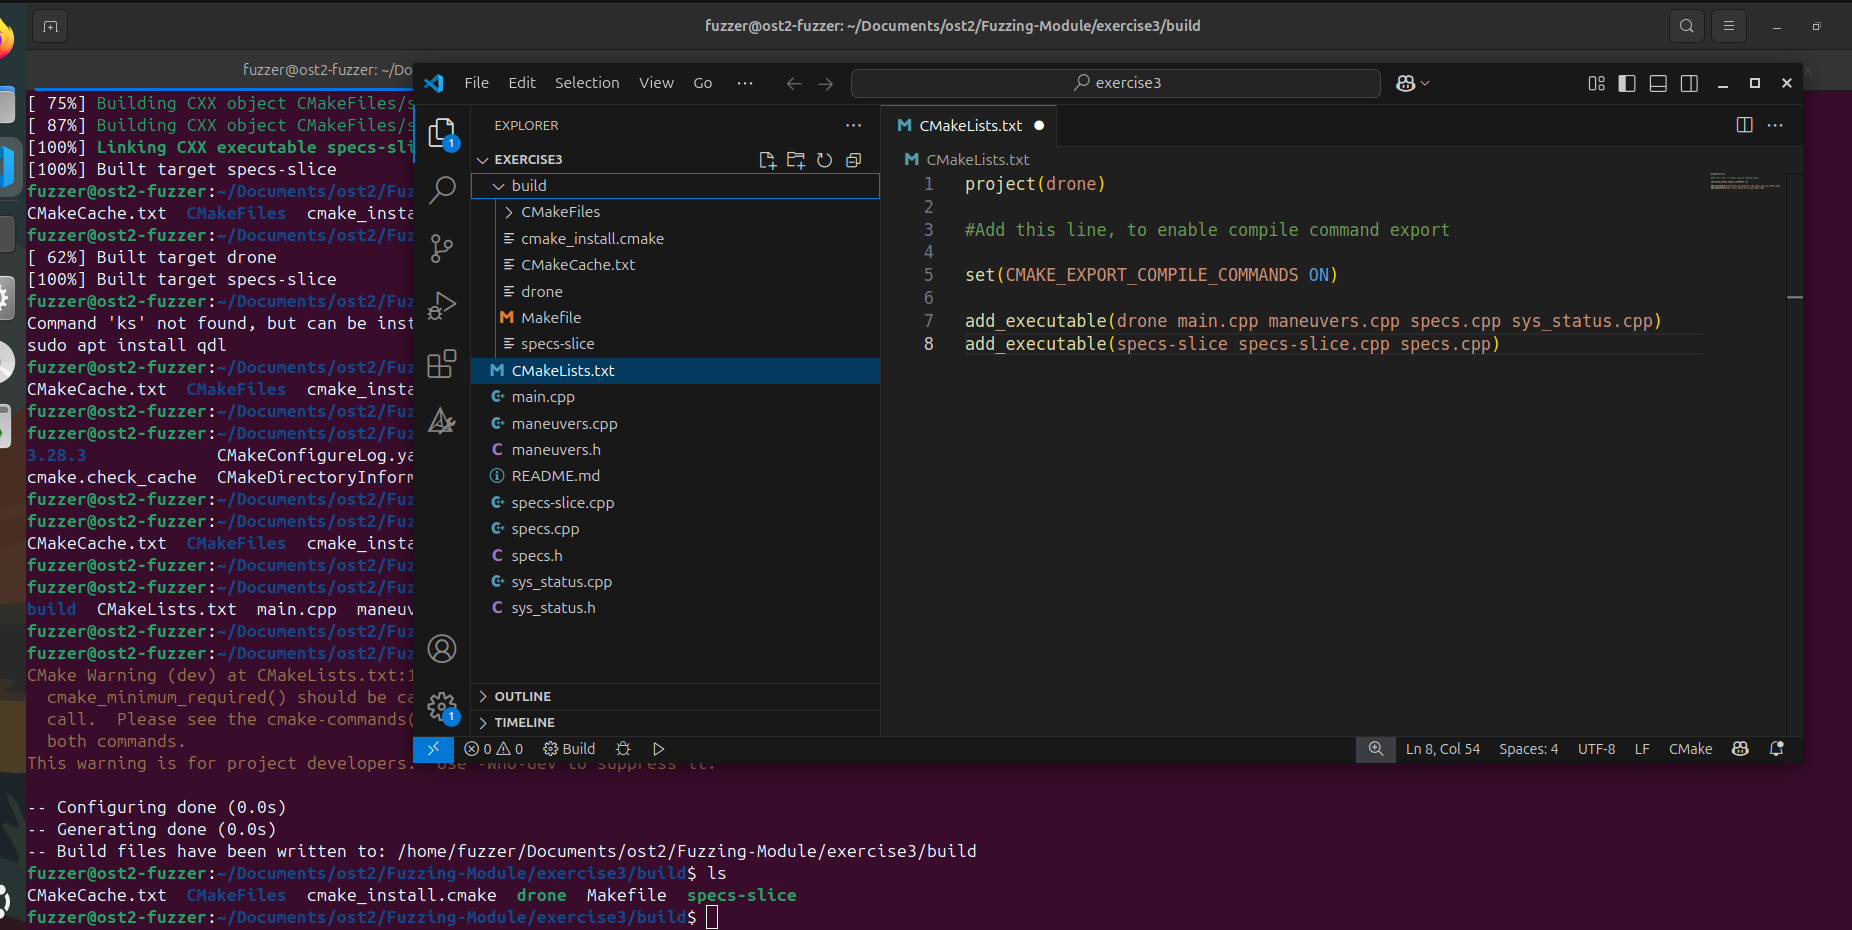 fuzzer@ost2-fuzzer: ~/Documents/ost2/Fuzzing-Module/exercise3/build
fuzzer@ost2-fuzzer: ~/Do
[ 75%] Building CXX object CMakeFiles/s
[ 87%] Building CXX object CMakeFiles/s
[100%] Linking CXX executable specs-sli
[100%] Built target specs-slice
fuzzer@ost2-fuzzer:~/Documents/ost2/Fuz
CMakeCache.txt CMakeFiles cmake_insta
fuzzer@ost2-fuzzer:~/Documents/ost2/Fuz
[ 62%] Built target drone
[100%] Built target specs-slice
fuzzer@ost2-fuzzer:~/Documents/ost2/Fuz
Command 'ks' not found, but can be inst
sudo apt install qdl
fuzzer@ost2-fuzzer:~/Documents/ost2/Fuz
CMakeCache.txt CMakeFiles cmake_insta
fuzzer@ost2-fuzzer:~/Documents/ost2/Fuz
fuzzer@ost2-fuzzer:~/Documents/ost2/Fuz
3.28.3 CMakeConfigureLog.ya
cmake.check_cache CMakeDirectoryInform
fuzzer@ost2-fuzzer:~/Documents/ost2/Fuz
fuzzer@ost2-fuzzer:~/Documents/ost2/Fuz
CMakeCache.txt CMakeFiles cmake_insta
fuzzer@ost2-fuzzer:~/Documents/ost2/Fuz
fuzzer@ost2-fuzzer:~/Documents/ost2/Fuz
build CMakeLists.txt main.cpp maneuv
fuzzer@ost2-fuzzer:~/Documents/ost2/Fuz
fuzzer@ost2-fuzzer:~/Documents/ost2/Fuz
CMake Warning (dev) at CMakeLists.txt:1
cmake_minimum_required() should be ca
call. Please see the cmake-commands(
both commands.
This warning is for project developers. Use -Wno-dev to suppress it.
-- Configuring done (0.0s)
-- Generating done (0.0s)
-- Build files have been written to: /home/fuzzer/Documents/ost2/Fuzzing-Module/exercise3/build
fuzzer@ost2-fuzzer:~/Documents/ost2/Fuzzing-Module/exercise3/build$ ls
CMakeCache.txt CMakeFiles cmake_install.cmake drone Makefile specs-slice
fuzzer@ost2-fuzzer:~/Documents/ost2/Fuzzing-Module/exercise3/build$
File Edit Selection View Go ··· exercise3
EXPLORER ···
EXERCISE3
build
CMakeFiles
cmake_install.cmake
CMakeCache.txt
drone
M Makefile
specs-slice
M CMakeLists.txt
main.cpp
maneuvers.cpp
C maneuvers.h
README.md
specs-slice.cpp
specs.cpp
C specs.h
sys_status.cpp
C sys_status.h
OUTLINE
TIMELINE
1
1
M CMakeLists.txt
M CMakeLists.txt
1 project(drone)
2
3 #Add this line, to enable compile command export
4
5 set(CMAKE_EXPORT_COMPILE_COMMANDS ON)
6
7 add_executable(drone main.cpp maneuvers.cpp specs.cpp sys_status.cpp)
8 add_executable(specs-slice specs-slice.cpp specs.cpp)
0 0 Build Ln 8, Col 54 Spaces: 4 UTF-8 LF CMake